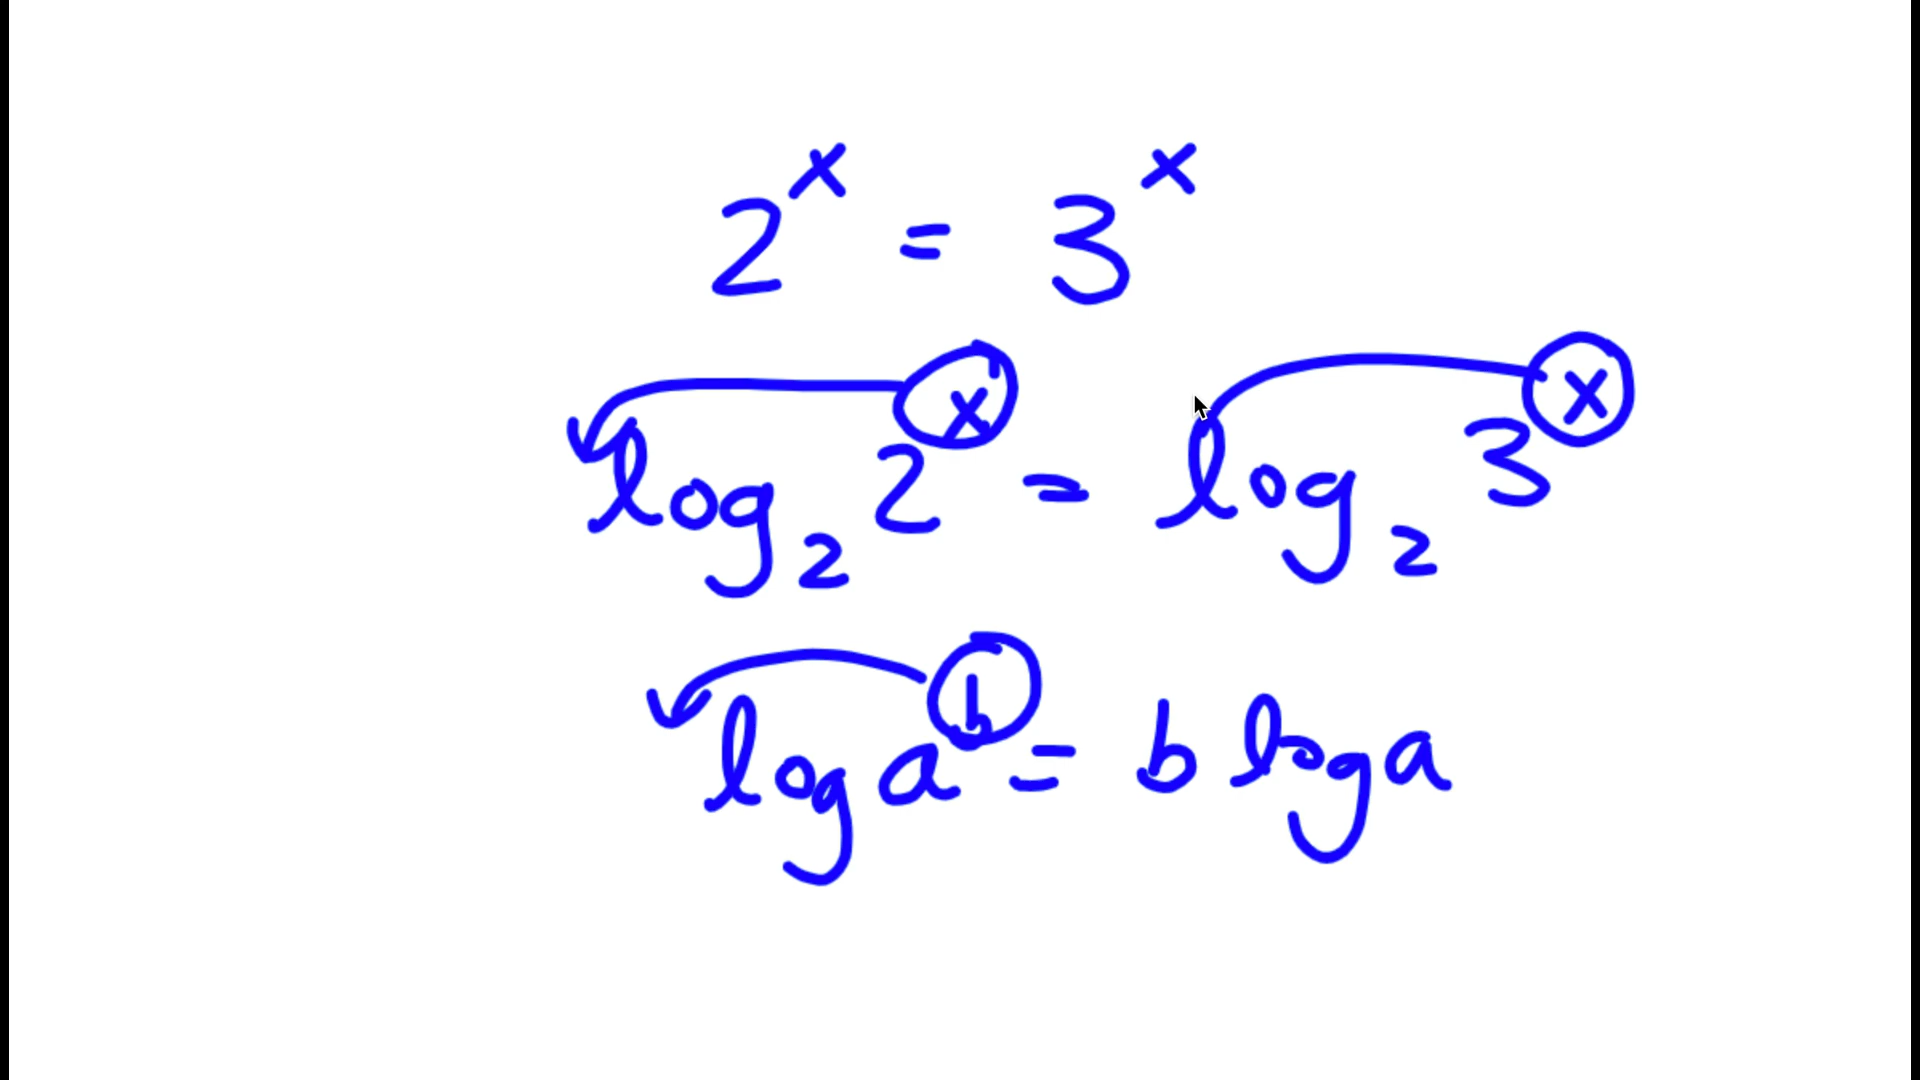 2^x = 3^x
log₂ 2^x = log₂ 3^x
log a^b = b log a